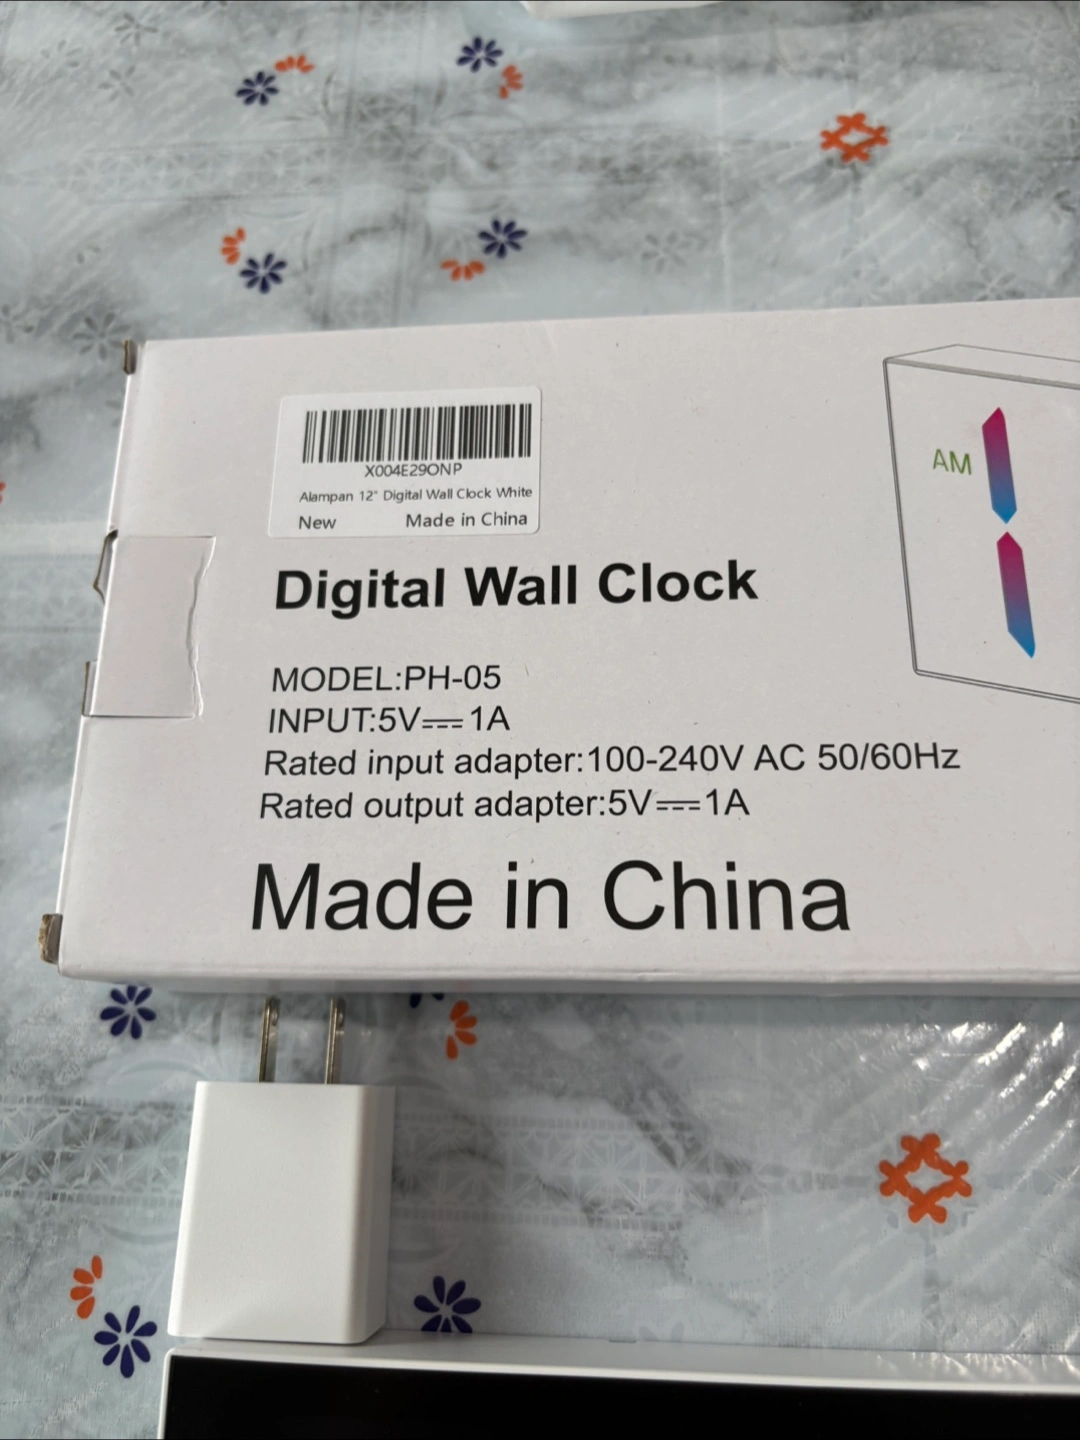 X004E29ONP
Alampan 12" Digital Wall Clock White
New Made in China
Digital Wall Clock
MODEL:PH-05
INPUT:5V⎓1A
Rated input adapter:100-240V AC 50/60Hz
Rated output adapter:5V⎓1A
Made in China
AM